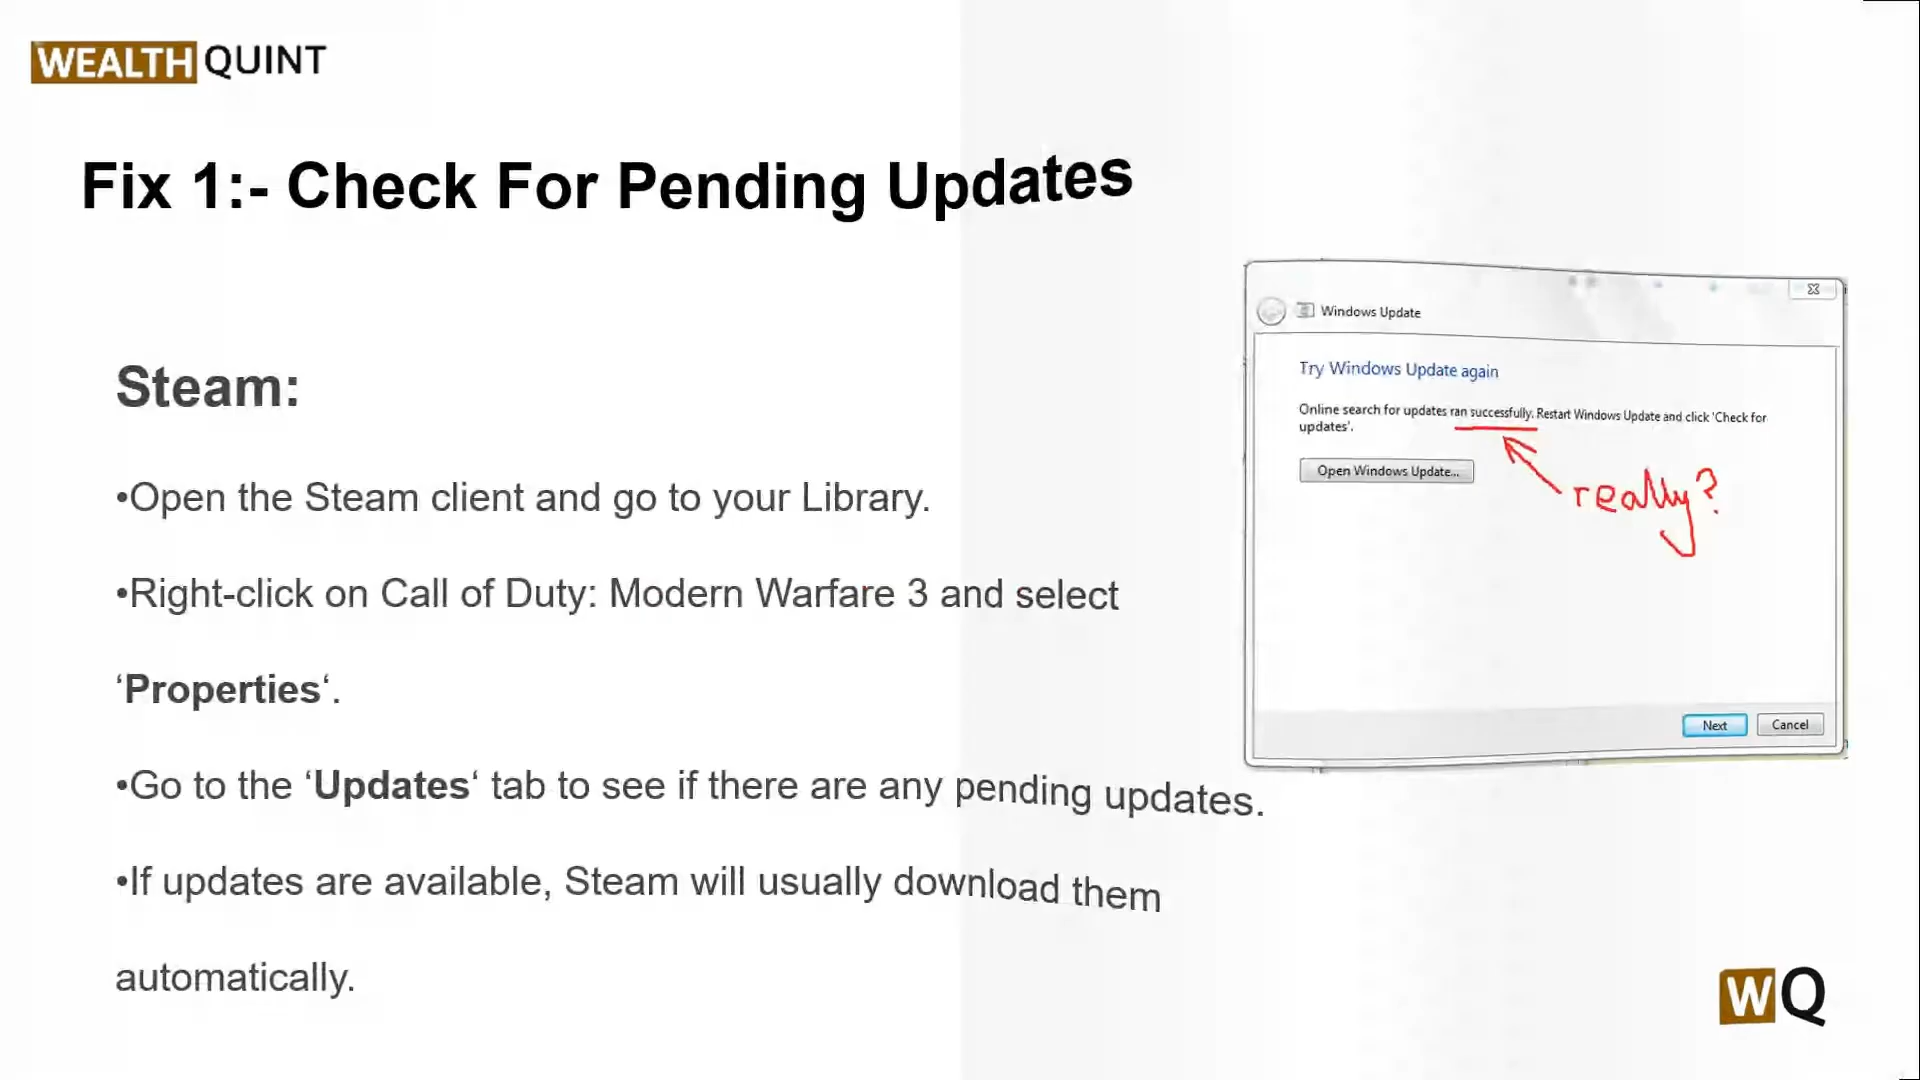 WEALTH QUINT
Fix 1:- Check For Pending Updates
Steam:
•Open the Steam client and go to your Library.
•Right-click on Call of Duty: Modern Warfare 3 and select
‘Properties‘.
•Go to the ‘Updates‘ tab to see if there are any pending updates.
•If updates are available, Steam will usually download them
automatically.
Windows Update
Try Windows Update again
Online search for updates ran successfully. Restart Windows Update and click 'Check for
updates'.
Open Windows Update...
really?
Next Cancel
WQ